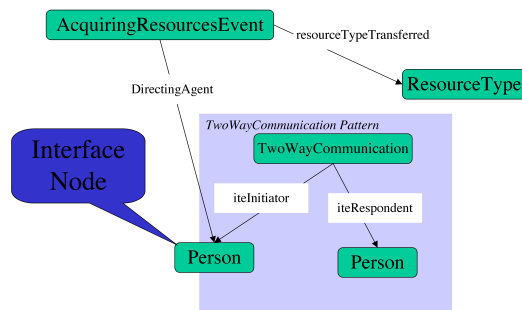 AcquiringResourcesEvent
resourceTypeTransferred
ResourceType
DirectingAgent
TwoWayCommunication Pattern
TwoWayCommunication
Interface
Node
iteInitiator
iteRespondent
Person
Person